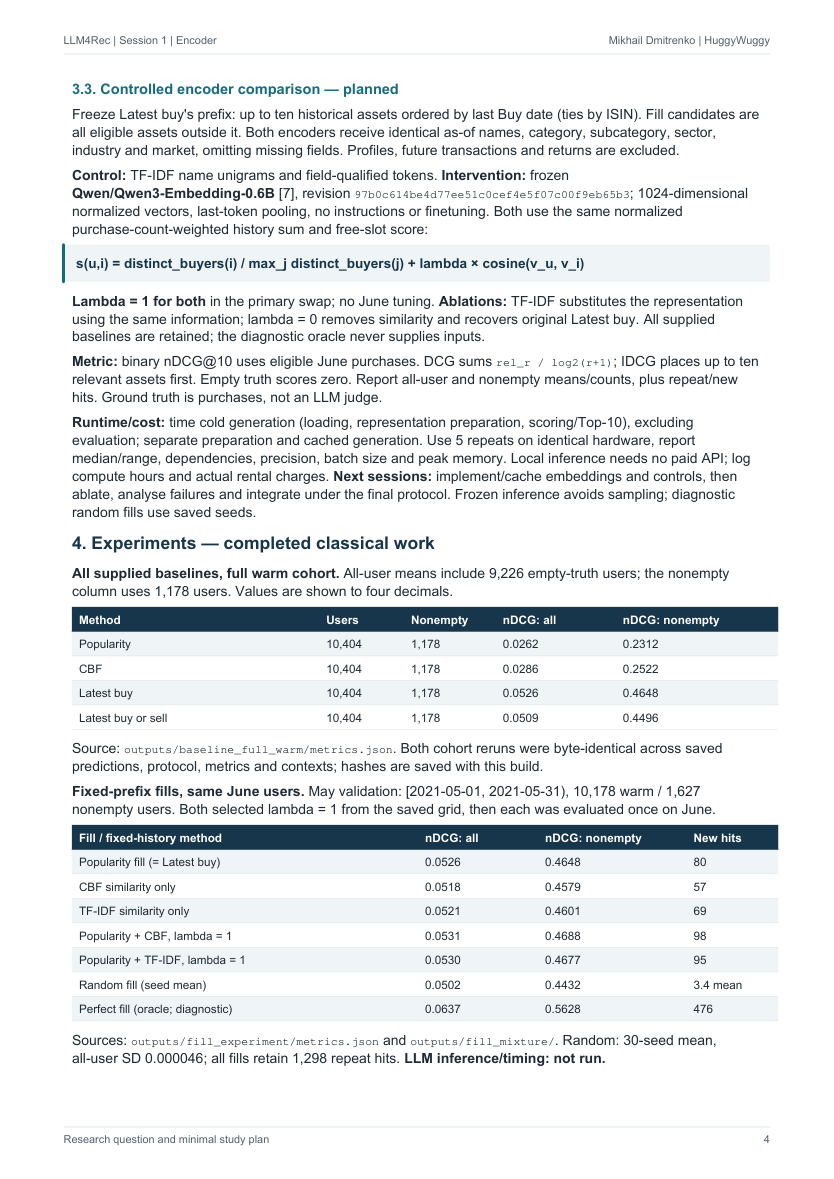 LLM4Rec | Session 1 | Encoder
Mikhail Dmitrenko | HuggyWuggy
3.3. Controlled encoder comparison — planned
Freeze Latest buy's prefix: up to ten historical assets ordered by last Buy date (ties by ISIN). Fill candidates are
all eligible assets outside it. Both encoders receive identical as-of names, category, subcategory, sector,
industry and market, omitting missing fields. Profiles, future transactions and returns are excluded.
Control: TF-IDF name unigrams and field-qualified tokens. Intervention: frozen
Qwen/Qwen3-Embedding-0.6B [7], revision 97b0c614be4d77ee51c0cef4e5f07c00f9eb65b3; 1024-dimensional
normalized vectors, last-token pooling, no instructions or finetuning. Both use the same normalized
purchase-count-weighted history sum and free-slot score:
s(u,i) = distinct_buyers(i) / max_j distinct_buyers(j) + lambda × cosine(v_u, v_i)
Lambda = 1 for both in the primary swap; no June tuning. Ablations: TF-IDF substitutes the representation
using the same information; lambda = 0 removes similarity and recovers original Latest buy. All supplied
baselines are retained; the diagnostic oracle never supplies inputs.
Metric: binary nDCG@10 uses eligible June purchases. DCG sums rel_r / log2(r+1); IDCG places up to ten
relevant assets first. Empty truth scores zero. Report all-user and nonempty means/counts, plus repeat/new
hits. Ground truth is purchases, not an LLM judge.
Runtime/cost: time cold generation (loading, representation preparation, scoring/Top-10), excluding
evaluation; separate preparation and cached generation. Use 5 repeats on identical hardware, report
median/range, dependencies, precision, batch size and peak memory. Local inference needs no paid API; log
compute hours and actual rental charges. Next sessions: implement/cache embeddings and controls, then
ablate, analyse failures and integrate under the final protocol. Frozen inference avoids sampling; diagnostic
random fills use saved seeds.
4. Experiments — completed classical work
All supplied baselines, full warm cohort. All-user means include 9,226 empty-truth users; the nonempty
column uses 1,178 users. Values are shown to four decimals.
Method Users Nonempty nDCG: all nDCG: nonempty
Popularity 10,404 1,178 0.0262 0.2312
CBF 10,404 1,178 0.0286 0.2522
Latest buy 10,404 1,178 0.0526 0.4648
Latest buy or sell 10,404 1,178 0.0509 0.4496
Source: outputs/baseline_full_warm/metrics.json. Both cohort reruns were byte-identical across saved
predictions, protocol, metrics and contexts; hashes are saved with this build.
Fixed-prefix fills, same June users. May validation: [2021-05-01, 2021-05-31), 10,178 warm / 1,627
nonempty users. Both selected lambda = 1 from the saved grid, then each was evaluated once on June.
Fill / fixed-history method nDCG: all nDCG: nonempty New hits
Popularity fill (= Latest buy) 0.0526 0.4648 80
CBF similarity only 0.0518 0.4579 57
TF-IDF similarity only 0.0521 0.4601 69
Popularity + CBF, lambda = 1 0.0531 0.4688 98
Popularity + TF-IDF, lambda = 1 0.0530 0.4677 95
Random fill (seed mean) 0.0502 0.4432 3.4 mean
Perfect fill (oracle; diagnostic) 0.0637 0.5628 476
Sources: outputs/fill_experiment/metrics.json and outputs/fill_mixture/. Random: 30-seed mean,
all-user SD 0.000046; all fills retain 1,298 repeat hits. LLM inference/timing: not run.
Research question and minimal study plan
4